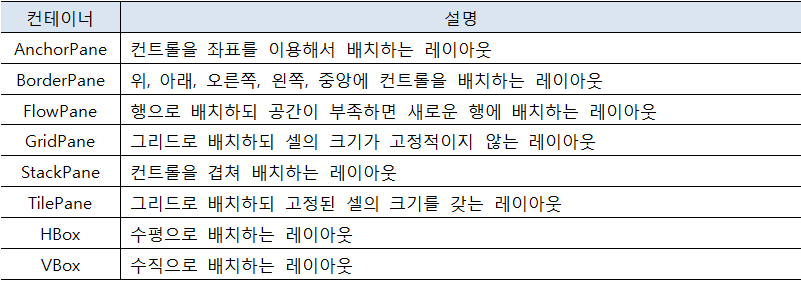 컨테이너 설명
AnchorPane 컨트롤을 좌표를 이용해서 배치하는 레이아웃
BorderPane 위, 아래, 오른쪽, 왼쪽, 중앙에 컨트롤을 배치하는 레이아웃
FlowPane 행으로 배치하되 공간이 부족하면 새로운 행에 배치하는 레이아웃
GridPane 그리드로 배치하되 셀의 크기가 고정적이지 않는 레이아웃
StackPane 컨트롤을 겹쳐 배치하는 레이아웃
TilePane 그리드로 배치하되 고정된 셀의 크기를 갖는 레이아웃
HBox 수평으로 배치하는 레이아웃
VBox 수직으로 배치하는 레이아웃